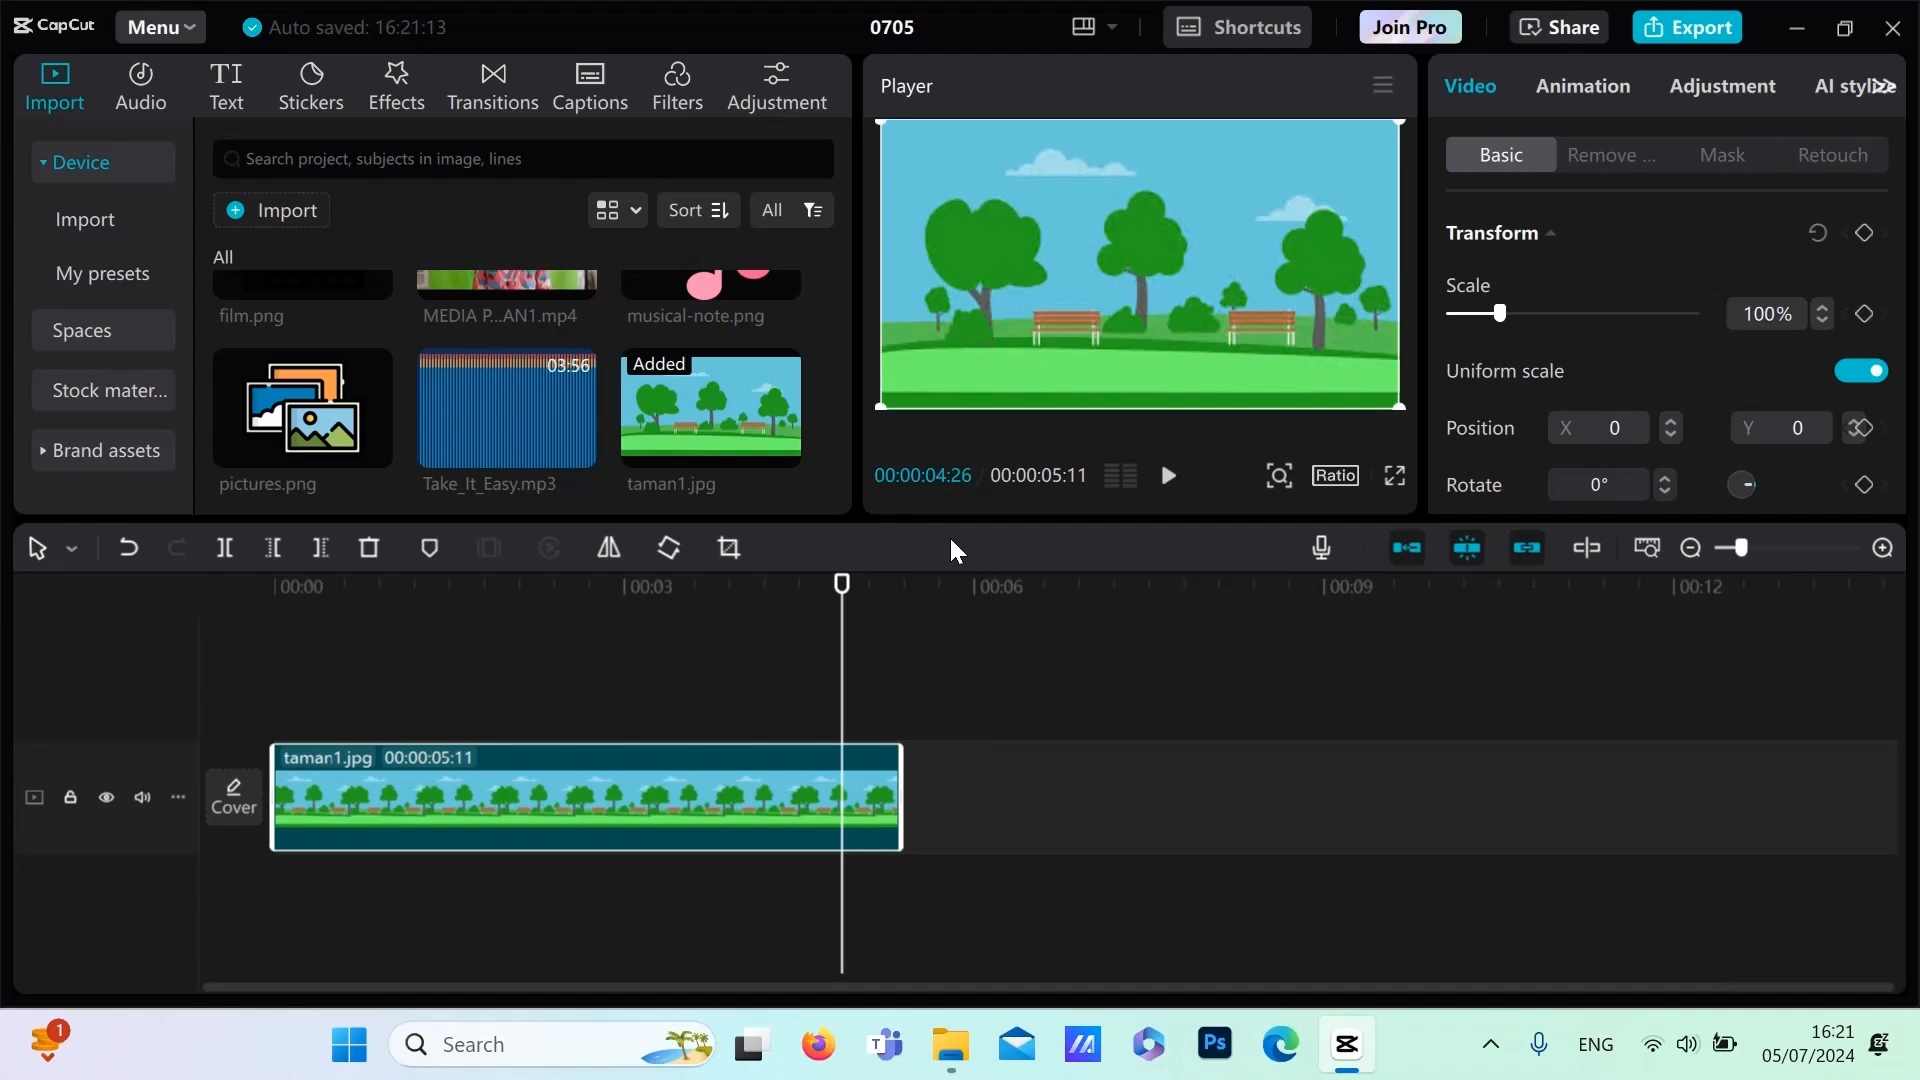 CapCut Menu Auto saved: 16:21:13 0705 Shortcuts Join Pro Share Export
Import Audio Text Stickers Effects Transitions Captions Filters Adjustment
Device
Import
My presets
Spaces
Stock mater...
Brand assets
Search project, subjects in image, lines
Import Sort All
All
film.png MEDIA P...AN1.mp4 musical-note.png
03:56 Added
pictures.png Take_It_Easy.mp3 taman1.jpg
Player
00:00:04:26 00:00:05:11 Ratio
Video Animation Adjustment AI stylize
Basic Remove ... Mask Retouch
Transform
Scale
100%
Uniform scale
Position X 0 Y 0
Rotate 0°
00:00 00:03 00:06 00:09 00:12
Cover
taman1.jpg 00:00:05:11
1 Search T Ps ENG 16:21
05/07/2024